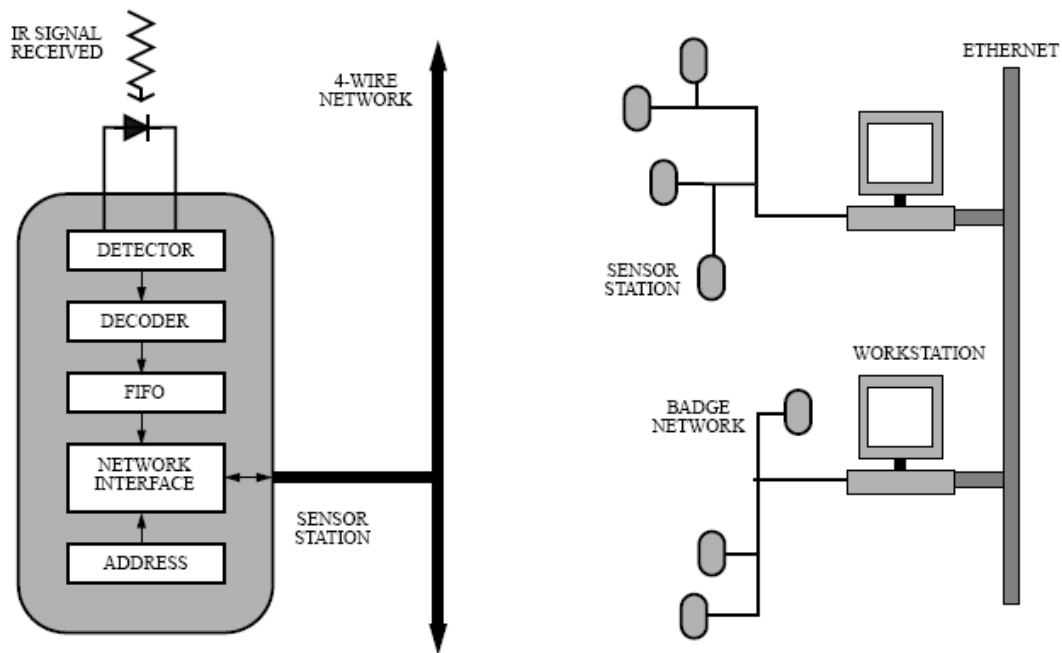 IR SIGNAL
RECEIVED
4-WIRE
NETWORK
DETECTOR
DECODER
FIFO
NETWORK
INTERFACE
ADDRESS
SENSOR
STATION
ETHERNET
SENSOR
STATION
WORKSTATION
BADGE
NETWORK